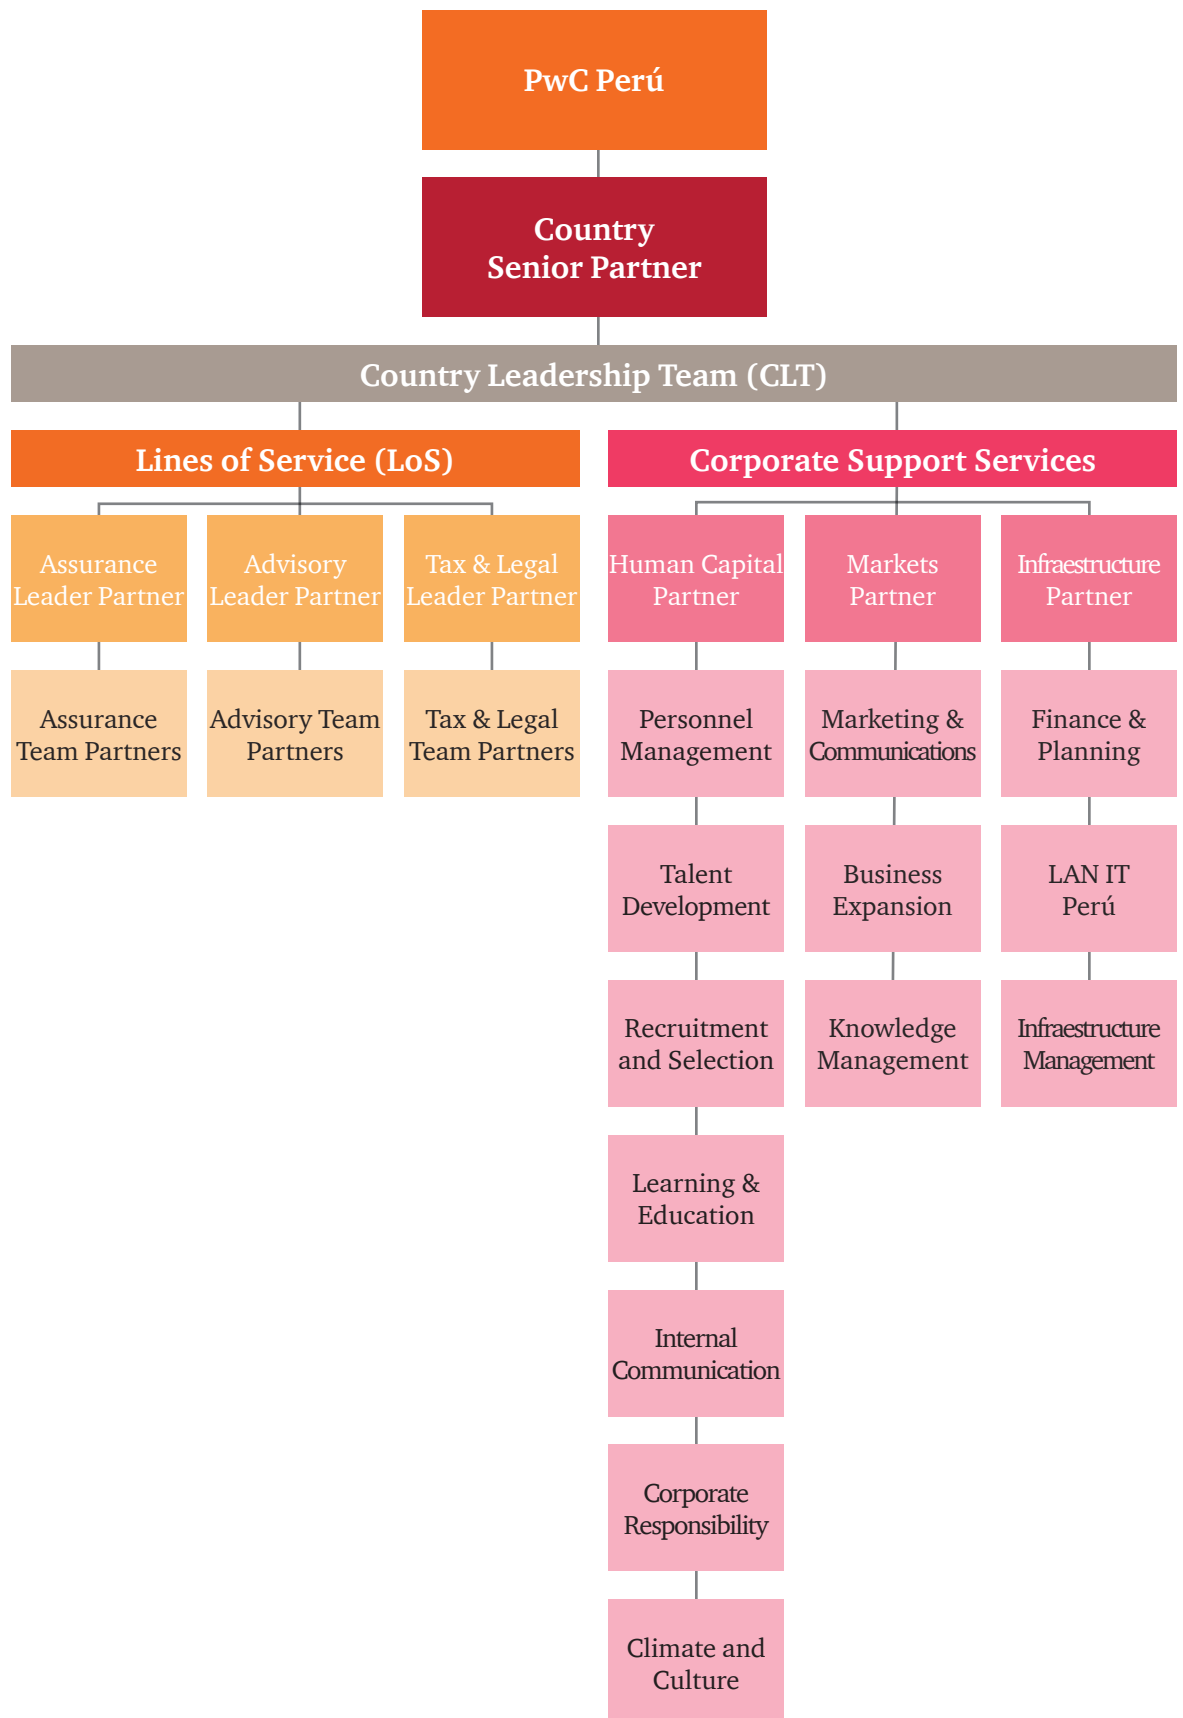 PwC Perú
Country
Senior Partner
Country Leadership Team (CLT)
Lines of Service (LoS)
Corporate Support Services
Assurance
Leader Partner
Advisory
Leader Partner
Tax & Legal
Leader Partner
Human Capital
Partner
Markets
Partner
Infraestructure
Partner
Assurance
Team Partners
Advisory Team
Partners
Tax & Legal
Team Partners
Personnel
Management
Marketing &
Communications
Finance &
Planning
Talent
Development
Business
Expansion
LAN IT
Perú
Recruitment
and Selection
Knowledge
Management
Infraestructure
Management
Learning &
Education
Internal
Communication
Corporate
Responsibility
Climate and
Culture